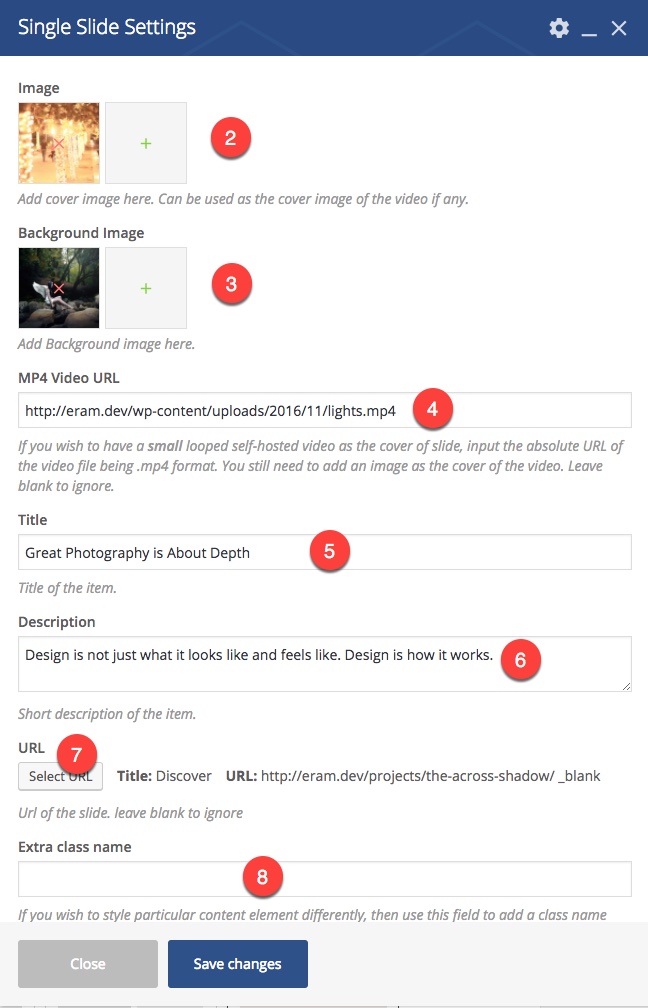 Single Slide Settings
Image
2
Add cover image here. Can be used as the cover image of the video if any.
Background Image
3
Add Background image here.
MP4 Video URL
http://eram.dev/wp-content/uploads/2016/11/lights.mp4
4
If you wish to have a small looped self-hosted video as the cover of slide, input the absolute URL of
the video file being .mp4 format. You still need to add an image as the cover of the video. Leave
blank to ignore.
Title
Great Photography is About Depth
5
Title of the item.
Description
Design is not just what it looks like and feels like. Design is how it works.
6
Short description of the item.
URL
7
Select URL Title: Discover URL: http://eram.dev/projects/the-across-shadow/ _blank
Url of the slide. leave blank to ignore
Extra class name
8
If you wish to style particular content element differently, then use this field to add a class name
Close Save changes